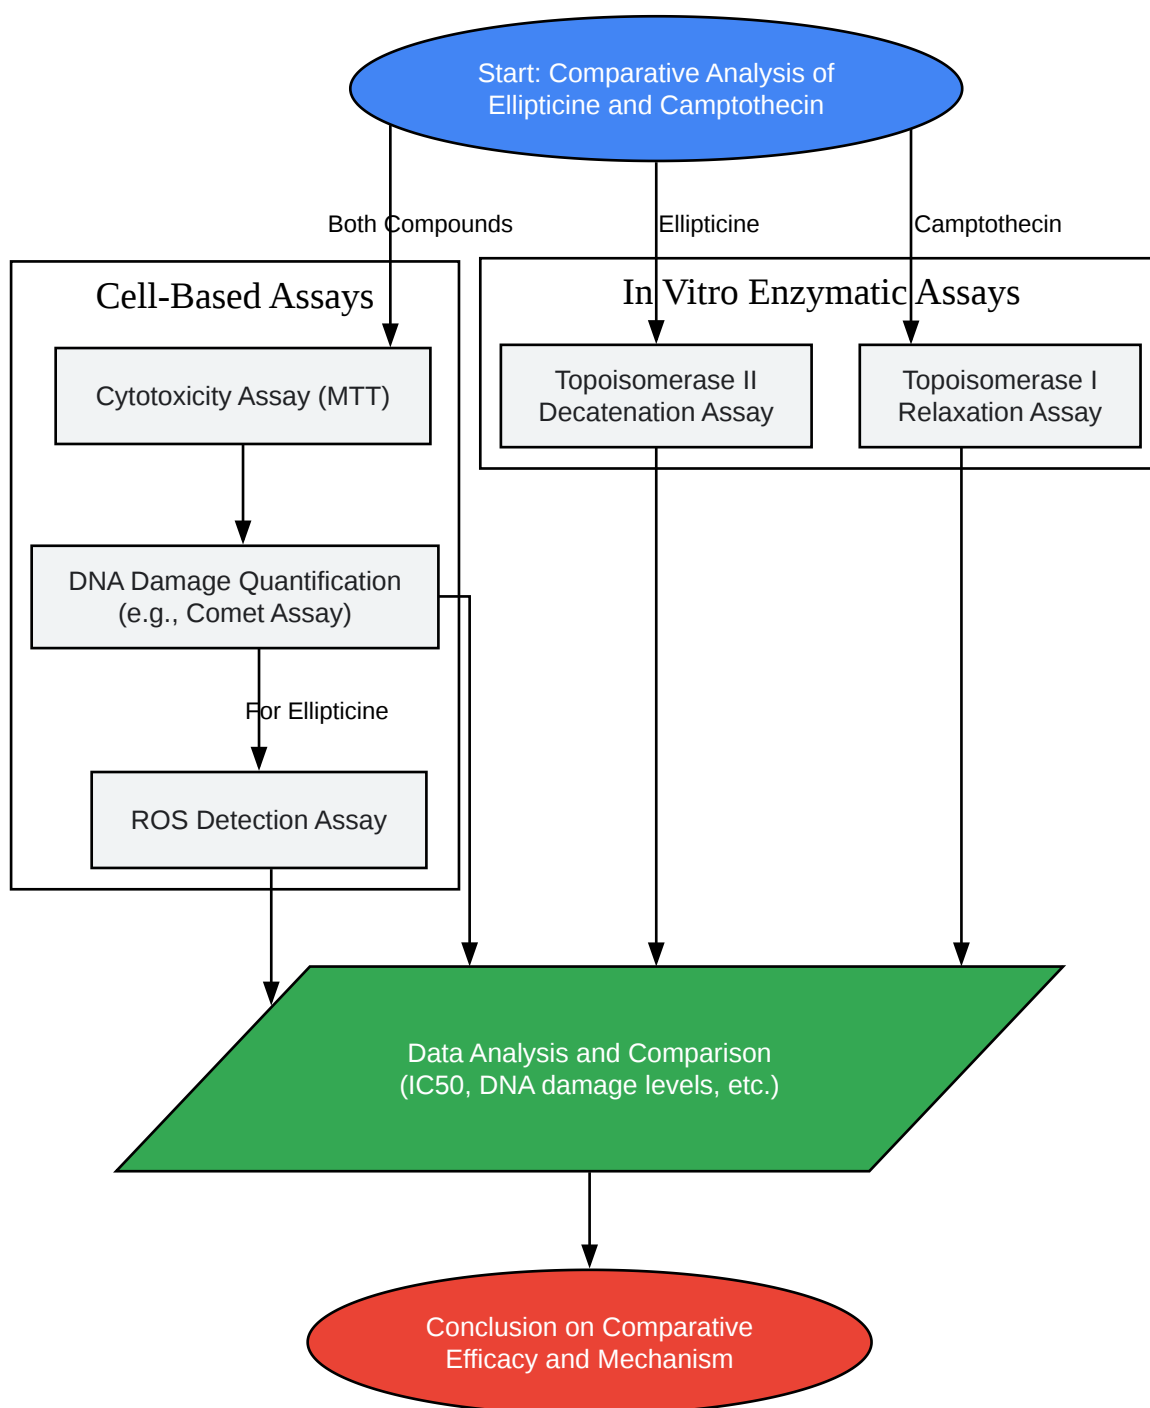 Start: Comparative Analysis of
Ellipticine and Camptothecin
Both Compounds
Ellipticine
Camptothecin
Cell-Based Assays
In Vitro Enzymatic Assays
Cytotoxicity Assay (MTT)
Topoisomerase II
Decatenation Assay
Topoisomerase I
Relaxation Assay
DNA Damage Quantification
(e.g., Comet Assay)
For Ellipticine
ROS Detection Assay
Data Analysis and Comparison
(IC50, DNA damage levels, etc.)
Conclusion on Comparative
Efficacy and Mechanism